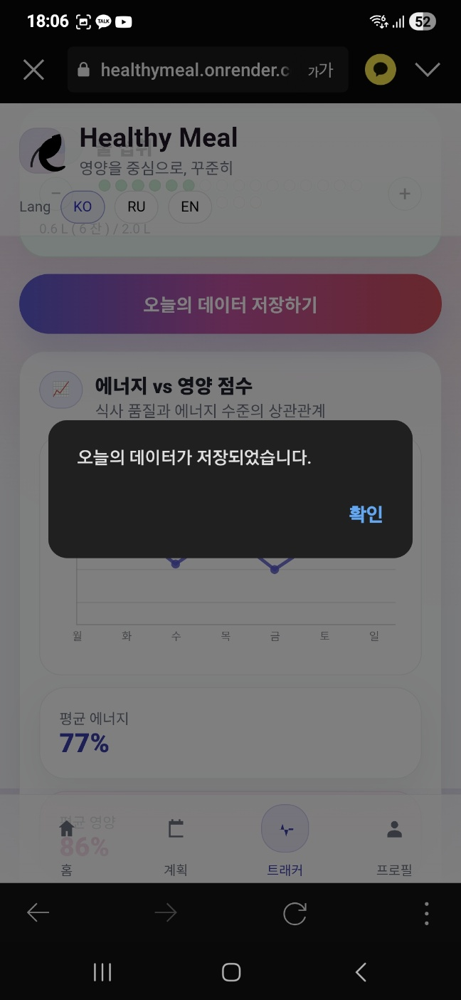 18:06
TALK
6
52
healthymeal.onrender.c
가가
Healthy Meal
영양을 중심으로, 꾸준히
Lang KO RU EN
0.6 L ( 6 잔 ) / 2.0 L
오늘의 데이터 저장하기
에너지 vs 영양 점수
식사 품질과 에너지 수준의 상관관계
오늘의 데이터가 저장되었습니다.
확인
월 화 수 목 금 토 일
평균 에너지
77%
평균 영양
86%
홈 계획 트래커 프로필